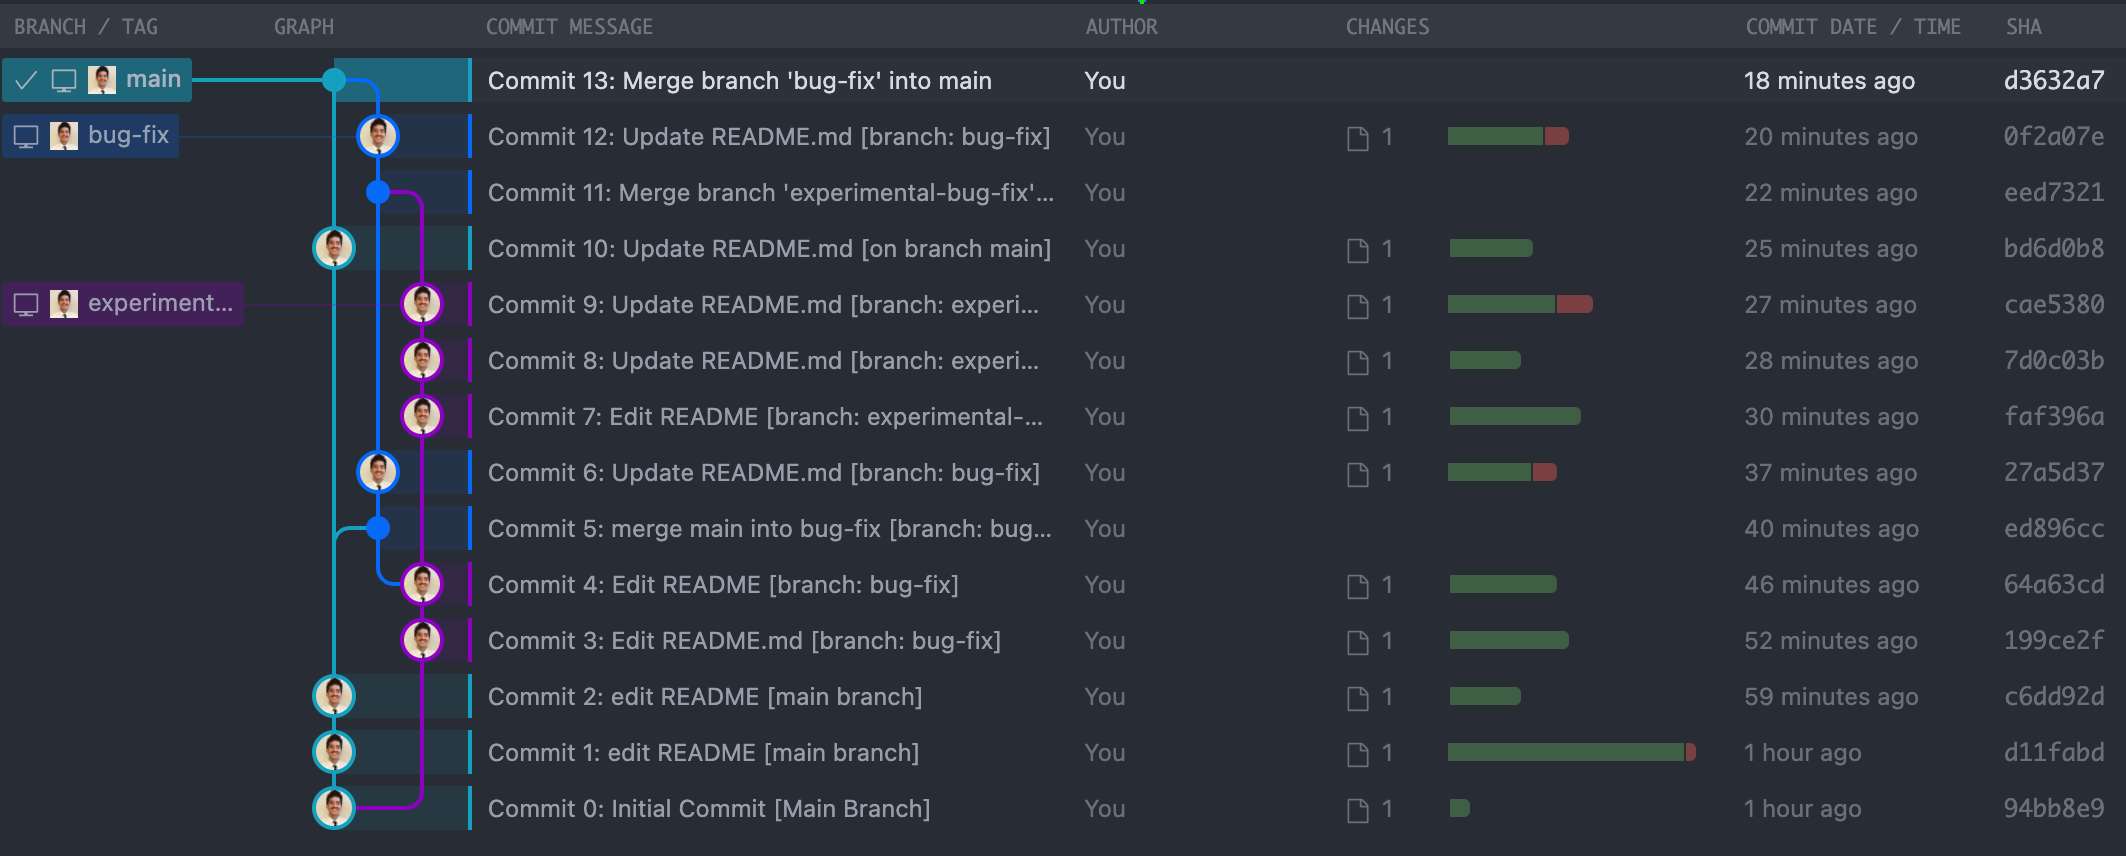 BRANCH / TAG GRAPH COMMIT MESSAGE AUTHOR CHANGES COMMIT DATE / TIME SHA
main Commit 13: Merge branch 'bug-fix' into main You 18 minutes ago d3632a7
bug-fix Commit 12: Update README.md [branch: bug-fix] You 1 20 minutes ago 0f2a07e
Commit 11: Merge branch 'experimental-bug-fix'... You 22 minutes ago eed7321
Commit 10: Update README.md [on branch main] You 1 25 minutes ago bd6d0b8
experiment... Commit 9: Update README.md [branch: experi... You 1 27 minutes ago cae5380
Commit 8: Update README.md [branch: experi... You 1 28 minutes ago 7d0c03b
Commit 7: Edit README [branch: experimental-... You 1 30 minutes ago faf396a
Commit 6: Update README.md [branch: bug-fix] You 1 37 minutes ago 27a5d37
Commit 5: merge main into bug-fix [branch: bug... You 40 minutes ago ed896cc
Commit 4: Edit README [branch: bug-fix] You 1 46 minutes ago 64a63cd
Commit 3: Edit README.md [branch: bug-fix] You 1 52 minutes ago 199ce2f
Commit 2: edit README [main branch] You 1 59 minutes ago c6dd92d
Commit 1: edit README [main branch] You 1 1 hour ago d11fabd
Commit 0: Initial Commit [Main Branch] You 1 1 hour ago 94bb8e9